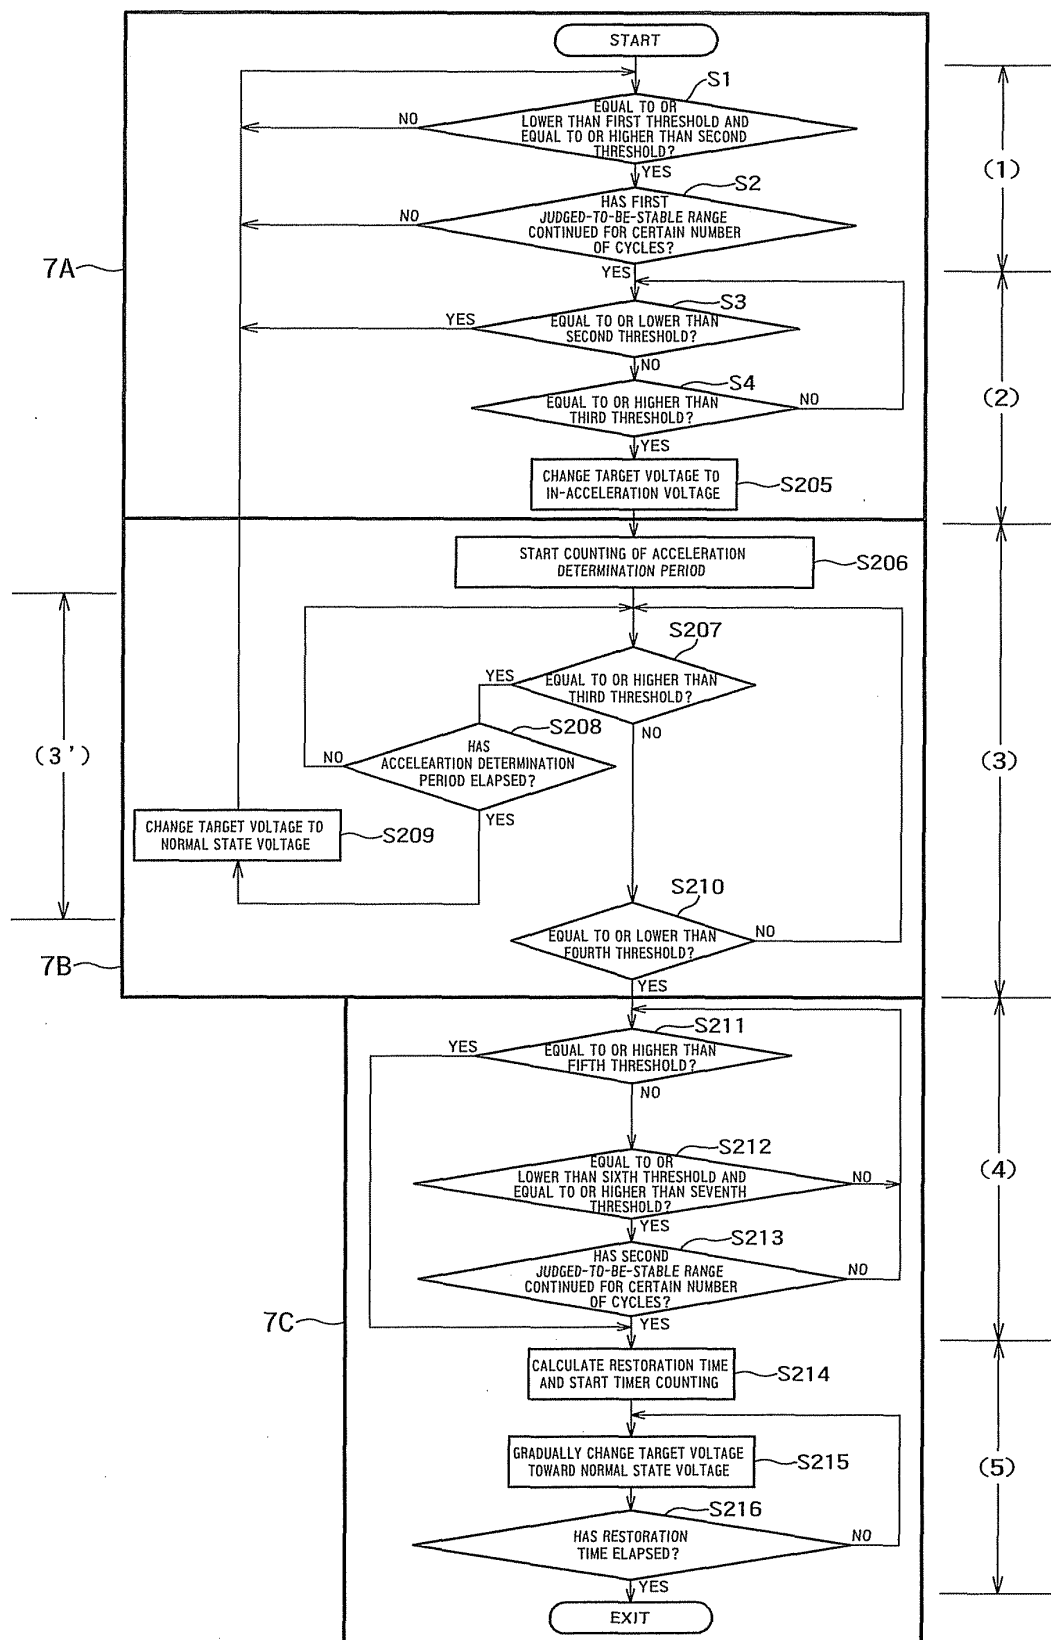 START
S1
EQUAL TO OR
LOWER THAN FIRST THRESHOLD AND
EQUAL TO OR HIGHER THAN SECOND
THRESHOLD?
NO
YES
(1)
S2
HAS FIRST
JUDGED-TO-BE-STABLE RANGE
CONTINUED FOR CERTAIN NUMBER
OF CYCLES?
NO
YES
7A
S3
EQUAL TO OR LOWER THAN
SECOND THRESHOLD?
YES
NO
(2)
S4
EQUAL TO OR HIGHER THAN
THIRD THRESHOLD?
NO
YES
CHANGE TARGET VOLTAGE TO
IN-ACCELERATION VOLTAGE
S205
START COUNTING OF ACCELERATION
DETERMINATION PERIOD
S206
S207
EQUAL TO OR HIGHER THAN
THIRD THRESHOLD?
YES
NO
S208
HAS
ACCELEARTION DETERMINATION
PERIOD ELAPSED?
NO
YES
(3')
(3)
CHANGE TARGET VOLTAGE TO
NORMAL STATE VOLTAGE
S209
S210
EQUAL TO OR LOWER THAN
FOURTH THRESHOLD?
NO
YES
7B
S211
EQUAL TO OR HIGHER THAN
FIFTH THRESHOLD?
YES
NO
S212
EQUAL TO OR
LOWER THAN SIXTH THRESHOLD AND
EQUAL TO OR HIGHER THAN SEVENTH
THRESHOLD?
NO
YES
(4)
S213
HAS SECOND
JUDGED-TO-BE-STABLE RANGE
CONTINUED FOR CERTAIN NUMBER
OF CYCLES?
NO
YES
7C
CALCULATE RESTORATION TIME
AND START TIMER COUNTING
S214
GRADUALLY CHANGE TARGET VOLTAGE
TOWARD NORMAL STATE VOLTAGE
S215
(5)
S216
HAS RESTORATION
TIME ELAPSED?
NO
YES
EXIT